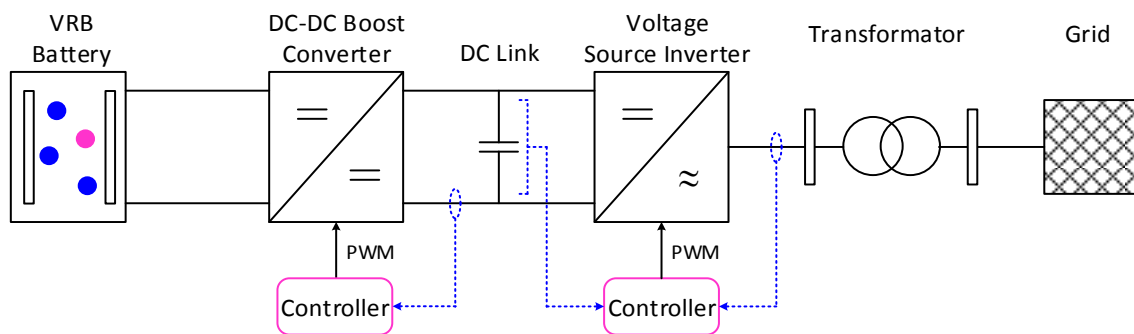 VRB
Battery
DC-DC Boost
Converter
DC Link
Voltage
Source Inverter
Transformator
Grid
PWM
PWM
Controller
Controller